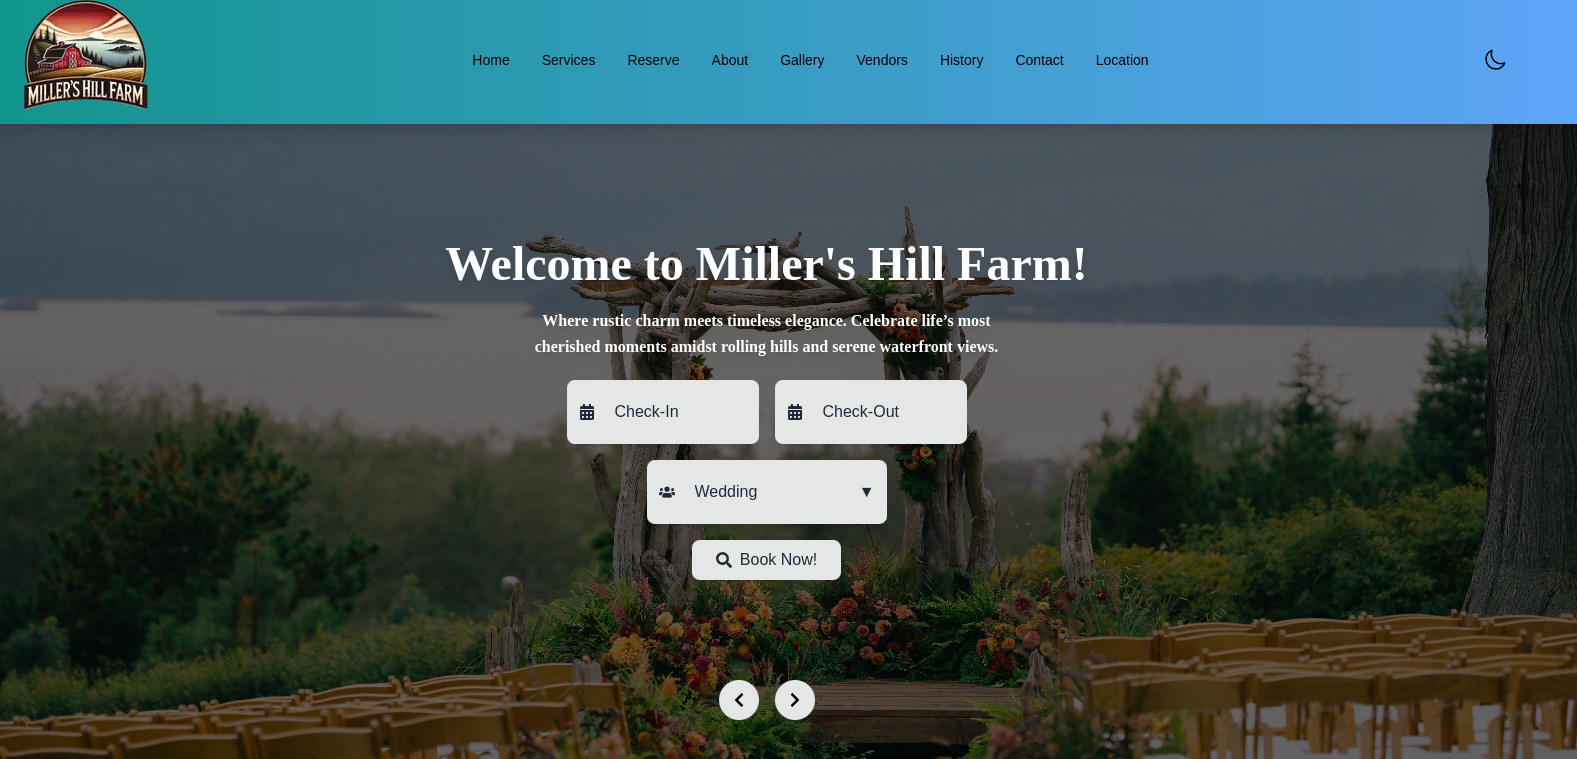 MILLER'S HILL FARM
Home Services Reserve About Gallery Vendors History Contact Location
Welcome to Miller's Hill Farm!
Where rustic charm meets timeless elegance. Celebrate life’s most
cherished moments amidst rolling hills and serene waterfront views.
Check-In Check-Out
Wedding
Book Now!